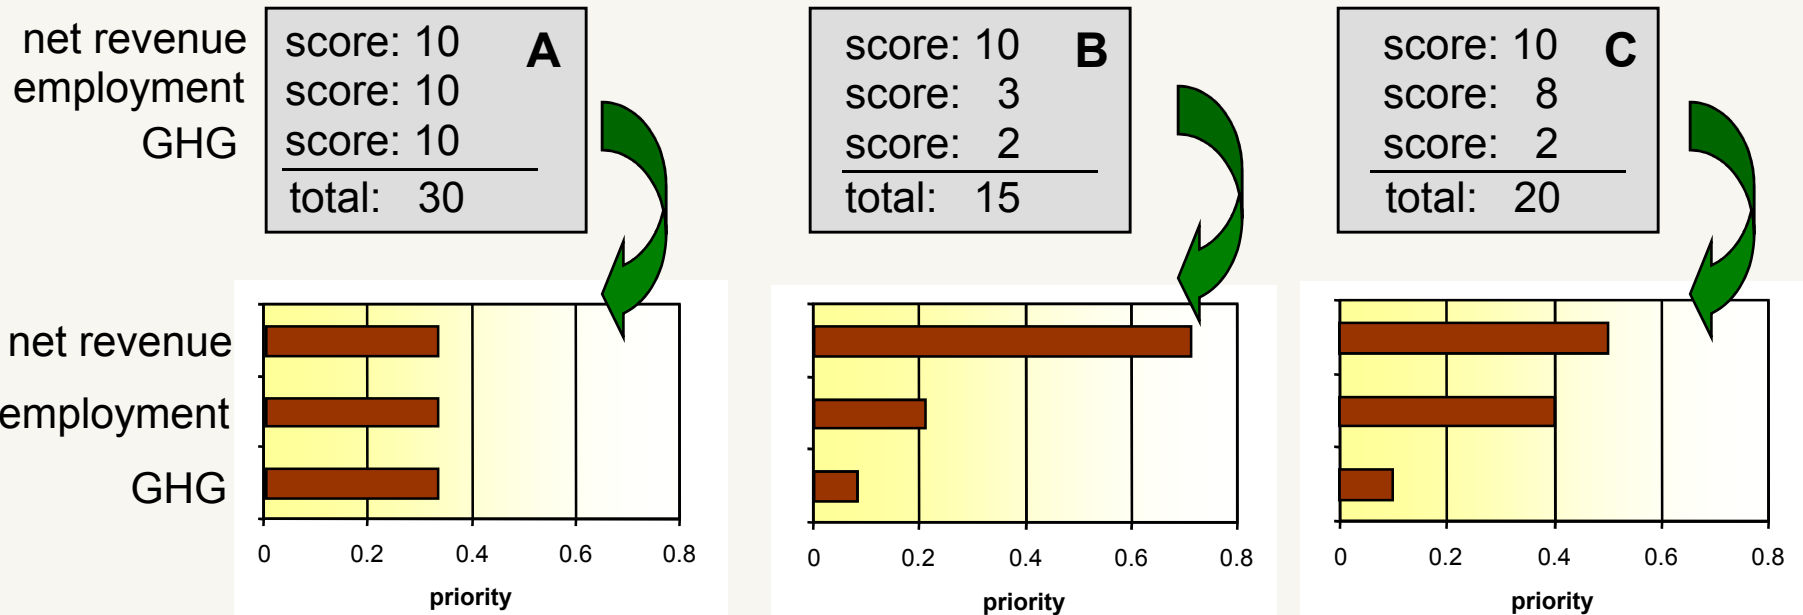 net revenue score: 10 A score: 10 B score: 10 C
employment score: 10 score: 3 score: 8
GHG score: 10 score: 2 score: 2
total: 30 total: 15 total: 20
net revenue
employment
GHG
0 0.2 0.4 0.6 0.8 0 0.2 0.4 0.6 0.8 0 0.2 0.4 0.6 0.8
priority priority priority